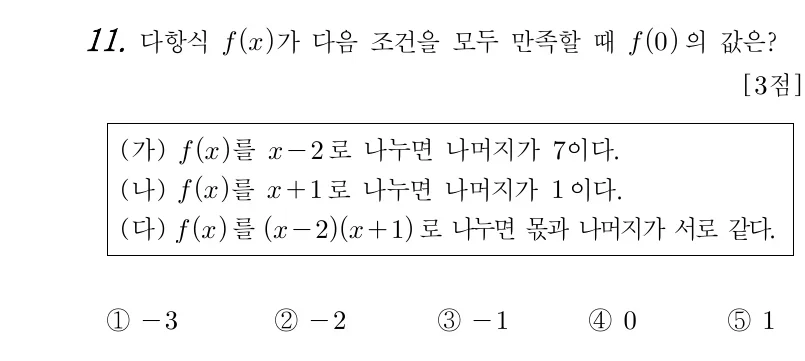 11. 다항식 f(x)가 다음 조건을 모두 만족할 때 f(0)의 값은?
[3점]
(가) f(x)를 x-2로 나누면 나머지가 7이다.
(나) f(x)를 x+1로 나누면 나머지가 1이다.
(다) f(x)를 (x-2)(x+1)로 나누면 몫과 나머지가 서로 같다.
① -3 ② -2 ③ -1 ④ 0 ⑤ 1